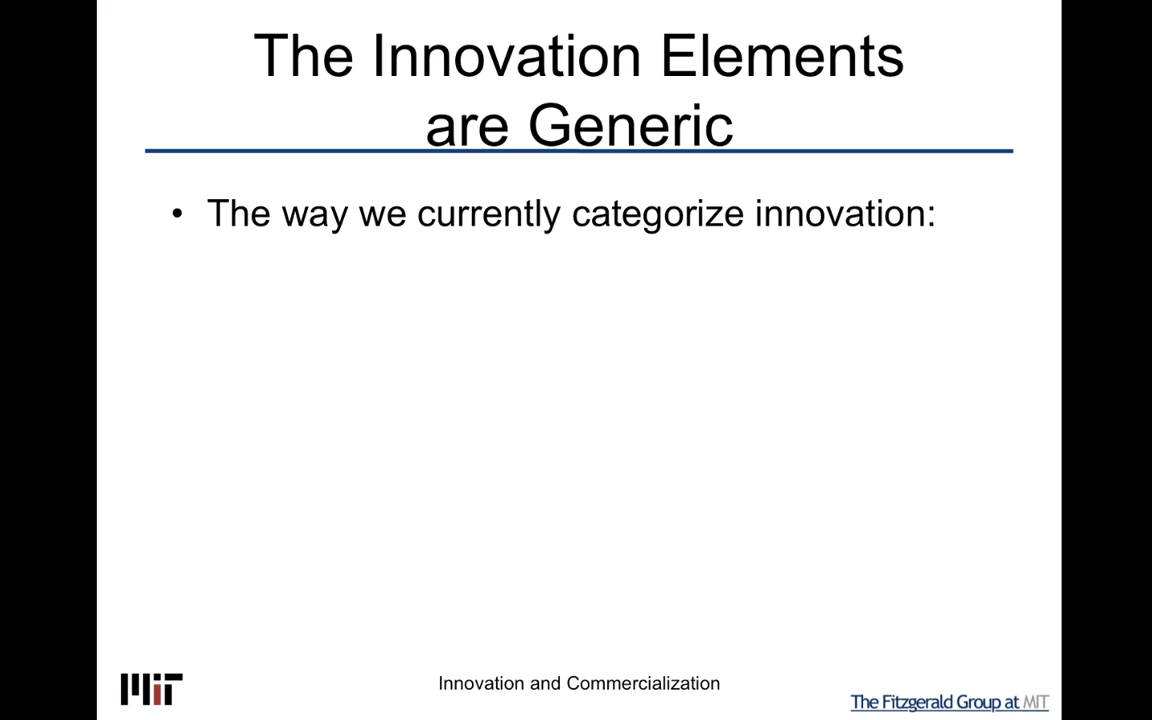 The Innovation Elements
are Generic
• The way we currently categorize innovation:
MIT
Innovation and Commercialization
The Fitzgerald Group at MIT